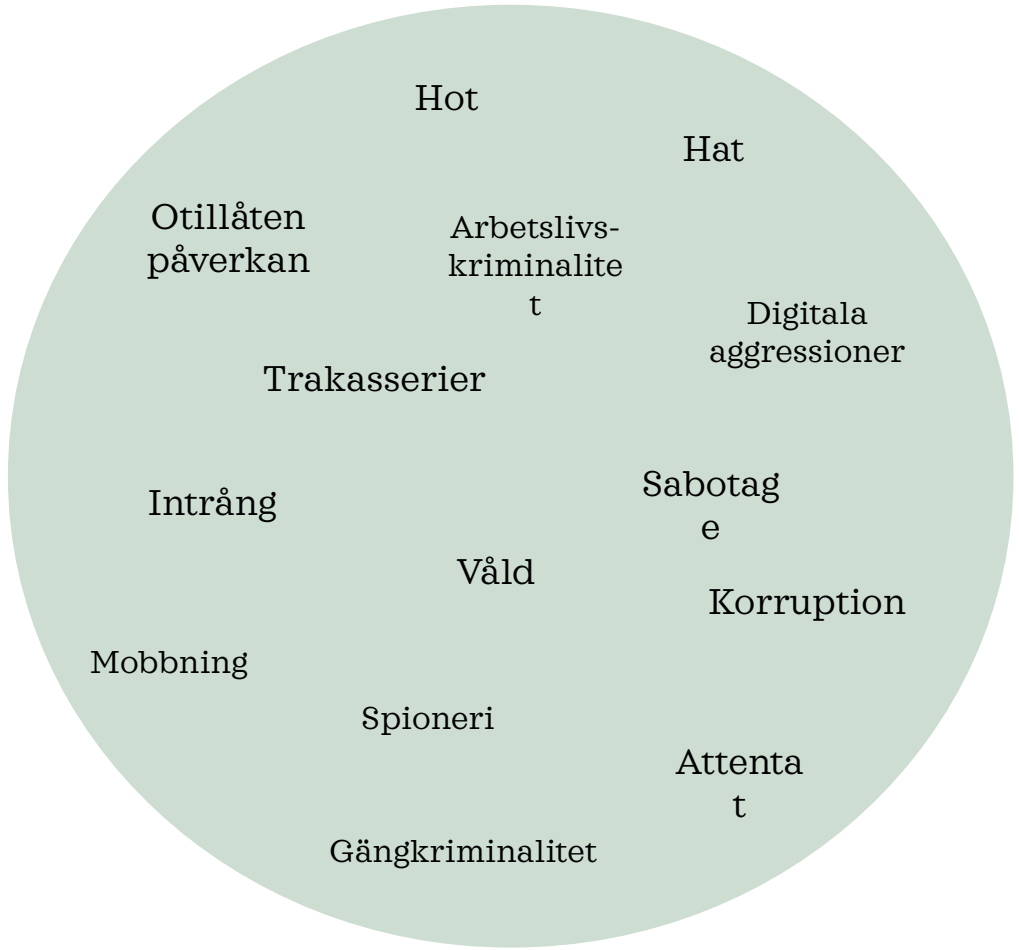 Hot
Hat
Otillåten
påverkan
Arbetslivs-
kriminalite
t
Digitala
aggressioner
Trakasserier
Sabotag
e
Intrång
Våld
Korruption
Mobbning
Spioneri
Attenta
t
Gängkriminalitet